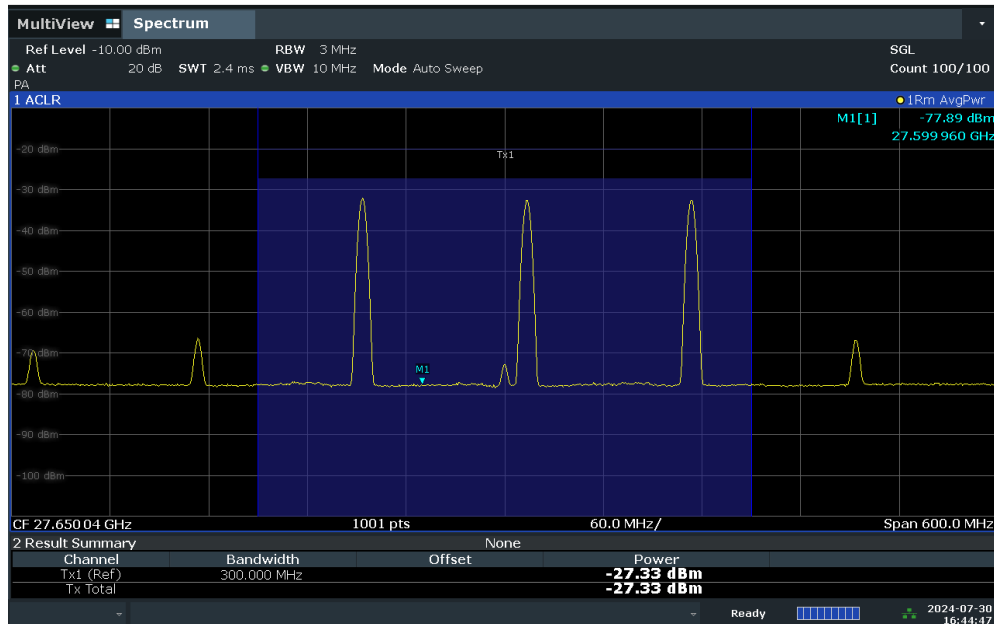 MultiView Spectrum
Ref Level -10.00 dBm RBW 3 MHz SGL
Att 20 dB SWT 2.4 ms VBW 10 MHz Mode Auto Sweep Count 100/100
PA
1 ACLR 1Rm AvgPwr
M1[1] -77.89 dBm
27.599 960 GHz
-20 dBm
Tx1
-30 dBm
-40 dBm
-50 dBm
-60 dBm
-70 dBm
M1
-80 dBm
-90 dBm
-100 dBm
CF 27.650 04 GHz 1001 pts 60.0 MHz/ Span 600.0 MHz
2 Result Summary None
Channel Bandwidth Offset Power
Tx1 (Ref) 300.000 MHz -27.33 dBm
Tx Total -27.33 dBm
Ready 2024-07-30
16:44:47